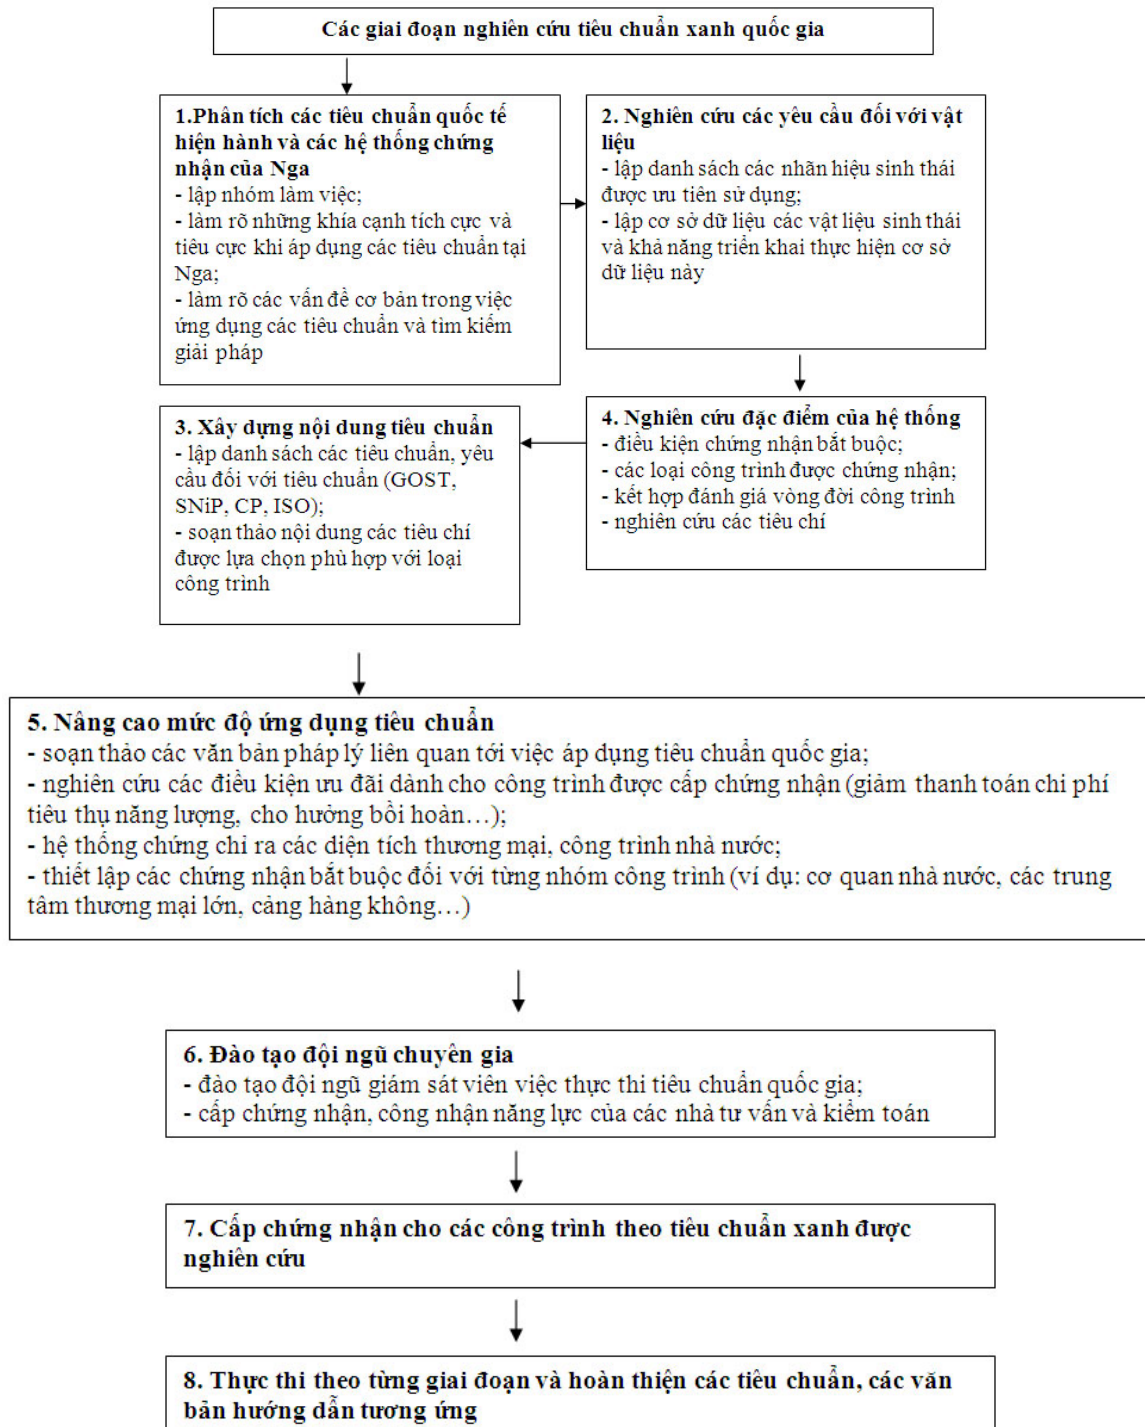 Các giai đoạn nghiên cứu tiêu chuẩn xanh quốc gia
1.Phân tích các tiêu chuẩn quốc tế
hiện hành và các hệ thống chứng
nhận của Nga
- lập nhóm làm việc;
- làm rõ những khía cạnh tích cực và
tiêu cực khi áp dụng các tiêu chuẩn tại
Nga;
- làm rõ các vấn đề cơ bản trong việc
ứng dụng các tiêu chuẩn và tìm kiếm
giải pháp
2. Nghiên cứu các yêu cầu đối với vật
liệu
- lập danh sách các nhãn hiệu sinh thái
được ưu tiên sử dụng;
- lập cơ sở dữ liệu các vật liệu sinh thái
và khả năng triển khai thực hiện cơ sở
dữ liệu này
3. Xây dựng nội dung tiêu chuẩn
- lập danh sách các tiêu chuẩn, yêu
cầu đối với tiêu chuẩn (GOST,
SNiP, CP, ISO);
- soạn thảo nội dung các tiêu chí
được lựa chọn phù hợp với loại
công trình
4. Nghiên cứu đặc điểm của hệ thống
- điều kiện chứng nhận bắt buộc;
- các loại công trình được chứng nhận;
- kết hợp đánh giá vòng đời công trình
- nghiên cứu các tiêu chí
5. Nâng cao mức độ ứng dụng tiêu chuẩn
- soạn thảo các văn bản pháp lý liên quan tới việc áp dụng tiêu chuẩn quốc gia;
- nghiên cứu các điều kiện ưu đãi dành cho công trình được cấp chứng nhận (giảm thanh toán chi phí
tiêu thụ năng lượng, cho hưởng bồi hoàn…);
- hệ thống chứng chỉ ra các diện tích thương mại, công trình nhà nước;
- thiết lập các chứng nhận bắt buộc đối với từng nhóm công trình (ví dụ: cơ quan nhà nước, các trung
tâm thương mại lớn, cảng hàng không…)
6. Đào tạo đội ngũ chuyên gia
- đào tạo đội ngũ giám sát viên việc thực thi tiêu chuẩn quốc gia;
- cấp chứng nhận, công nhận năng lực của các nhà tư vấn và kiểm toán
7. Cấp chứng nhận cho các công trình theo tiêu chuẩn xanh được
nghiên cứu
8. Thực thi theo từng giai đoạn và hoàn thiện các tiêu chuẩn, các văn
bản hướng dẫn tương ứng